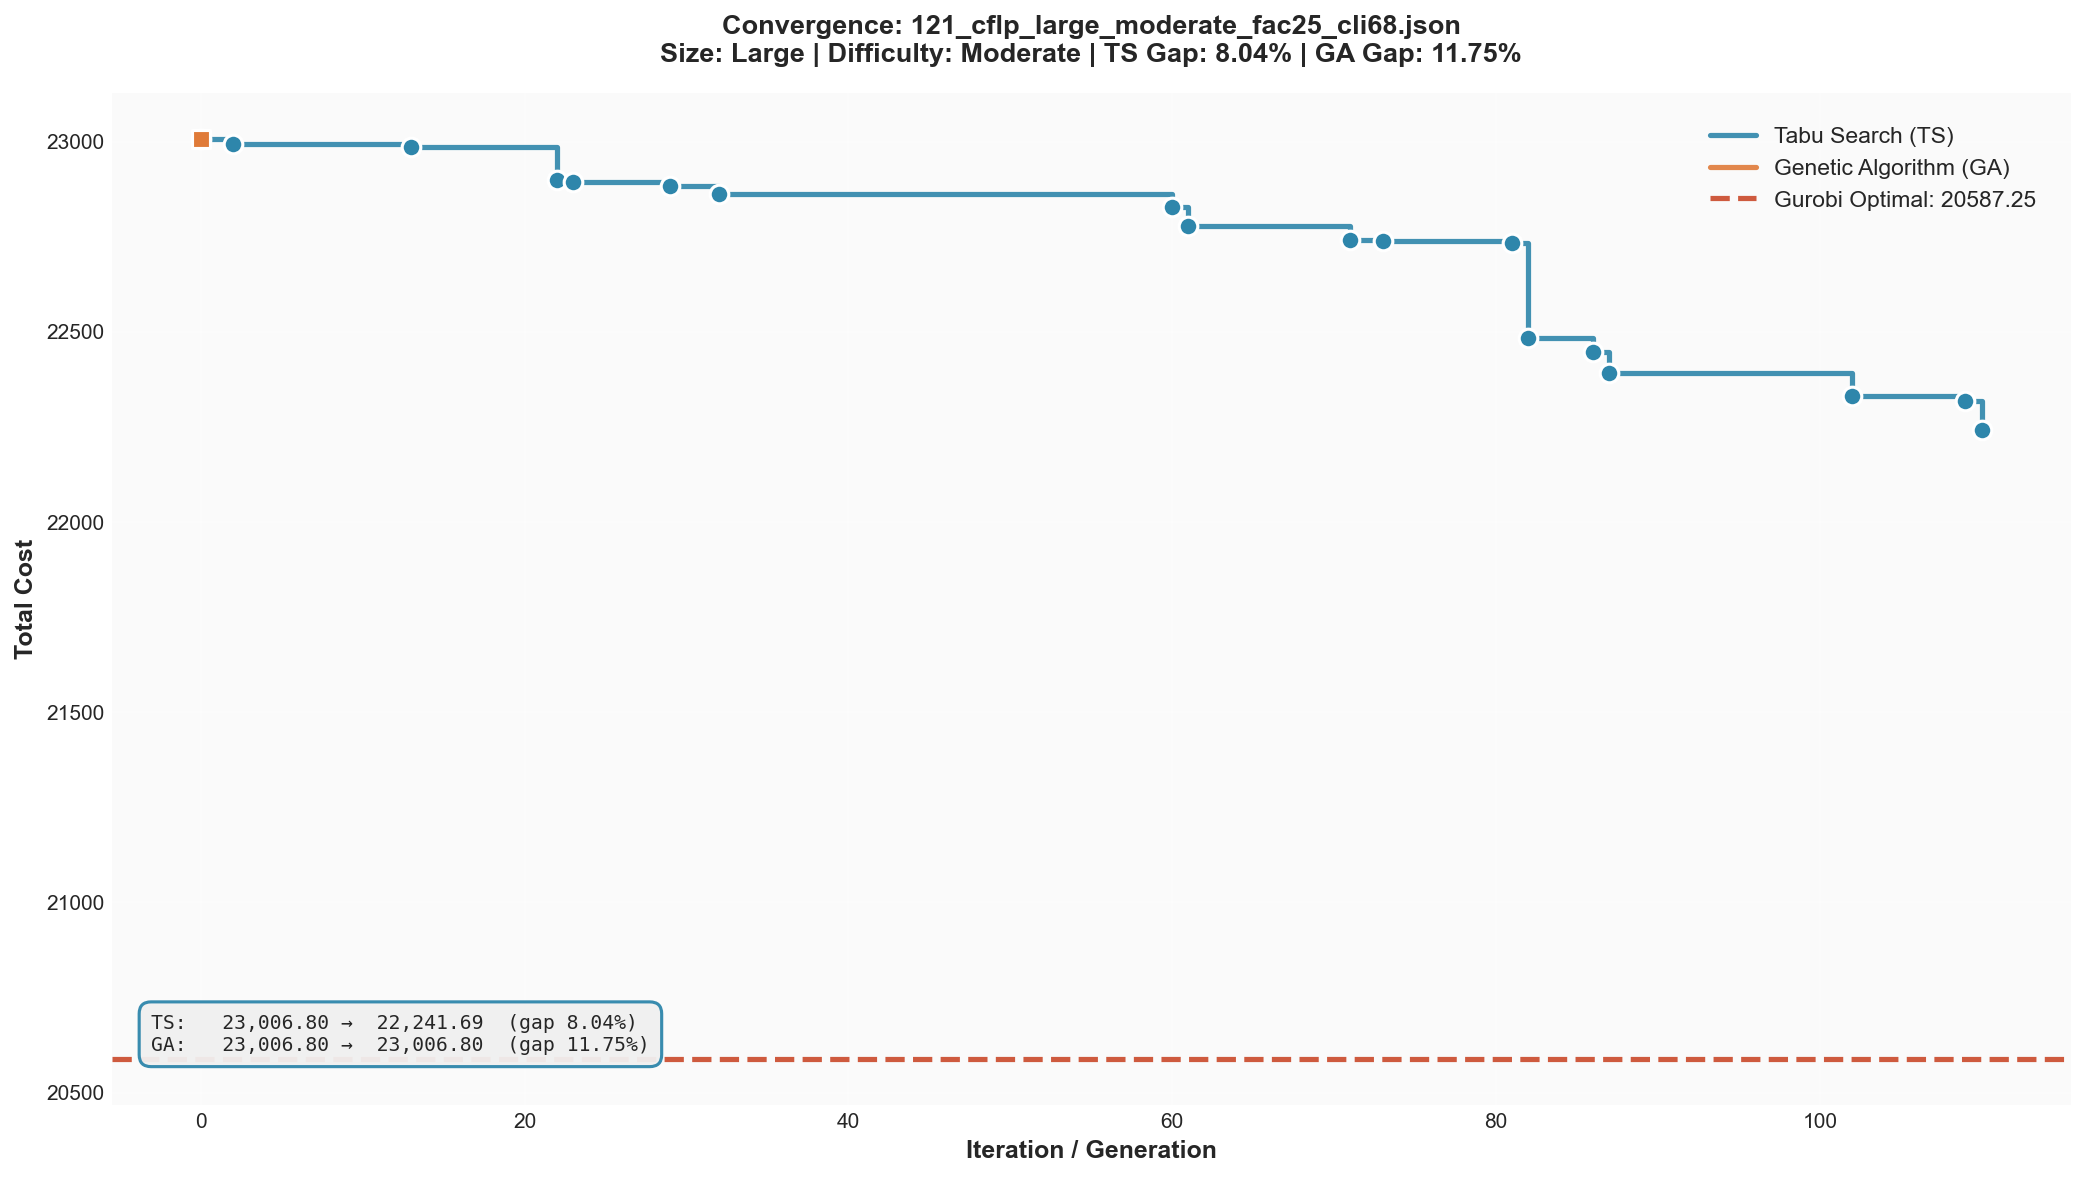 Convergence: 121_cflp_large_moderate_fac25_cli68.json
Size: Large | Difficulty: Moderate | TS Gap: 8.04% | GA Gap: 11.75%
Tabu Search (TS)
Genetic Algorithm (GA)
Gurobi Optimal: 20587.25
Total Cost
23000
22500
22000
21500
21000
20500
TS:   23,006.80 →  22,241.69  (gap 8.04%)
GA:   23,006.80 →  23,006.80  (gap 11.75%)
0 20 40 60 80 100
Iteration / Generation